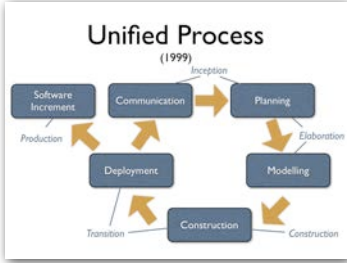 Unified Process
(1999)
Inception
Software
Increment
Communication
Planning
Production
Elaboration
Deployment
Modelling
Transition
Construction
Construction